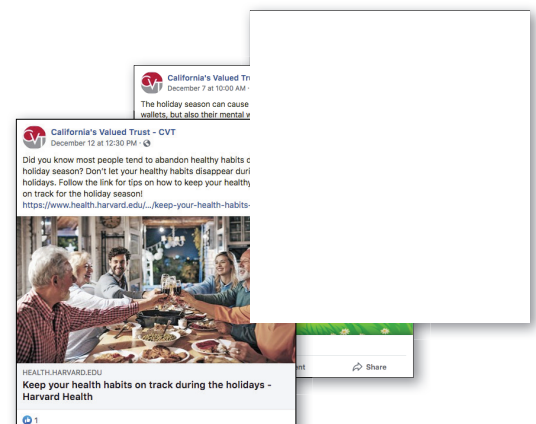 California's Valued Tru
December 7 at 10:00 AM ·
The holiday season can cause
wallets, but also their mental w
CVT
California's Valued Trust - CVT
December 12 at 12:30 PM ·
Did you know most people tend to abandon healthy habits
holiday season? Don't let your healthy habits disappear
holidays. Follow the link for tips on how to keep your healthy
on track for the holiday season!
https://www.health.harvard.edu/.../keep-your-health-habits-
HEALTH.HARVARD.EDU
Keep your health habits on track during the holidays -
Harvard Health
1
Share